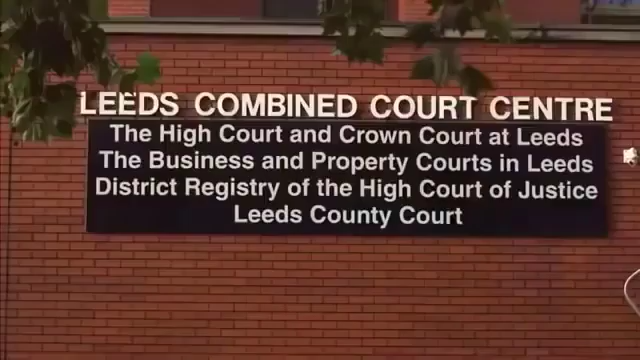 LEEDS COMBINED COURT CENTRE
The High Court and Crown Court at Leeds
The Business and Property Courts in Leeds
District Registry of the High Court of Justice
Leeds County Court